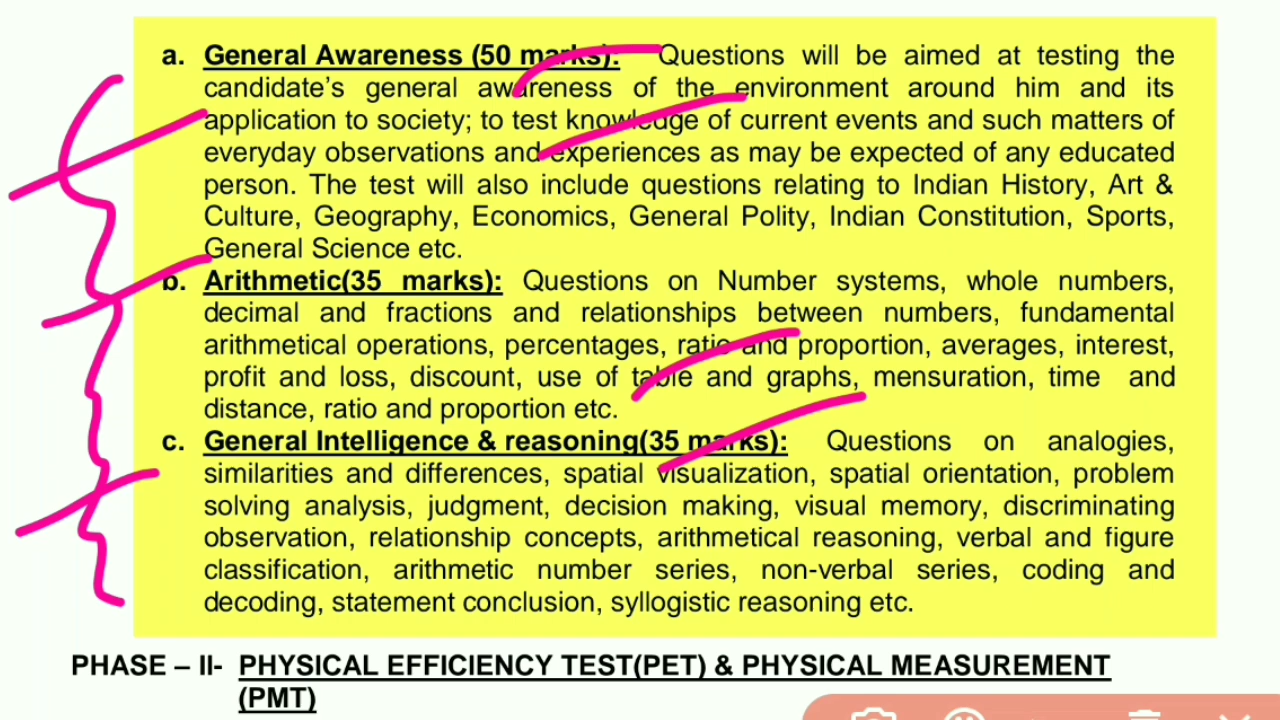 a. General Awareness (50 marks): Questions will be aimed at testing the
candidate's general awareness of the environment around him and its
application to society; to test knowledge of current events and such matters of
everyday observations and experiences as may be expected of any educated
person. The test will also include questions relating to Indian History, Art &
Culture, Geography, Economics, General Polity, Indian Constitution, Sports,
General Science etc.
b. Arithmetic(35 marks): Questions on Number systems, whole numbers,
decimal and fractions and relationships between numbers, fundamental
arithmetical operations, percentages, ratio and proportion, averages, interest,
profit and loss, discount, use of table and graphs, mensuration, time and
distance, ratio and proportion etc.
c. General Intelligence & reasoning(35 marks): Questions on analogies,
similarities and differences, spatial visualization, spatial orientation, problem
solving analysis, judgment, decision making, visual memory, discriminating
observation, relationship concepts, arithmetical reasoning, verbal and figure
classification, arithmetic number series, non-verbal series, coding and
decoding, statement conclusion, syllogistic reasoning etc.
PHASE – II- PHYSICAL EFFICIENCY TEST(PET) & PHYSICAL MEASUREMENT
(PMT)